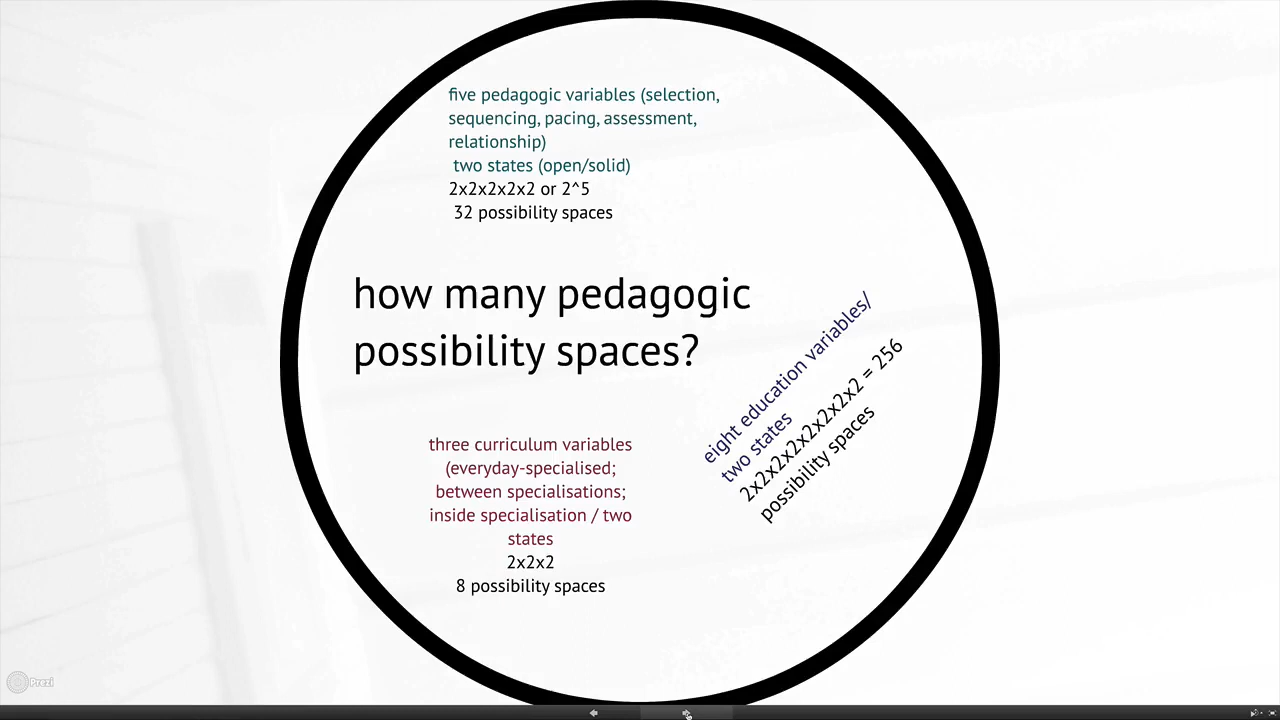 five pedagogic variables (selection,
sequencing, pacing, assessment,
relationship)
two states (open/solid)
2x2x2x2x2 or 2^5
32 possibility spaces
how many pedagogic
possibility spaces?
eight education variables/
two states
2x2x2x2x2x2x2x2 = 256
possibility spaces
three curriculum variables
(everyday-specialised;
between specialisations;
inside specialisation / two
states
2x2x2
8 possibility spaces
Prezi